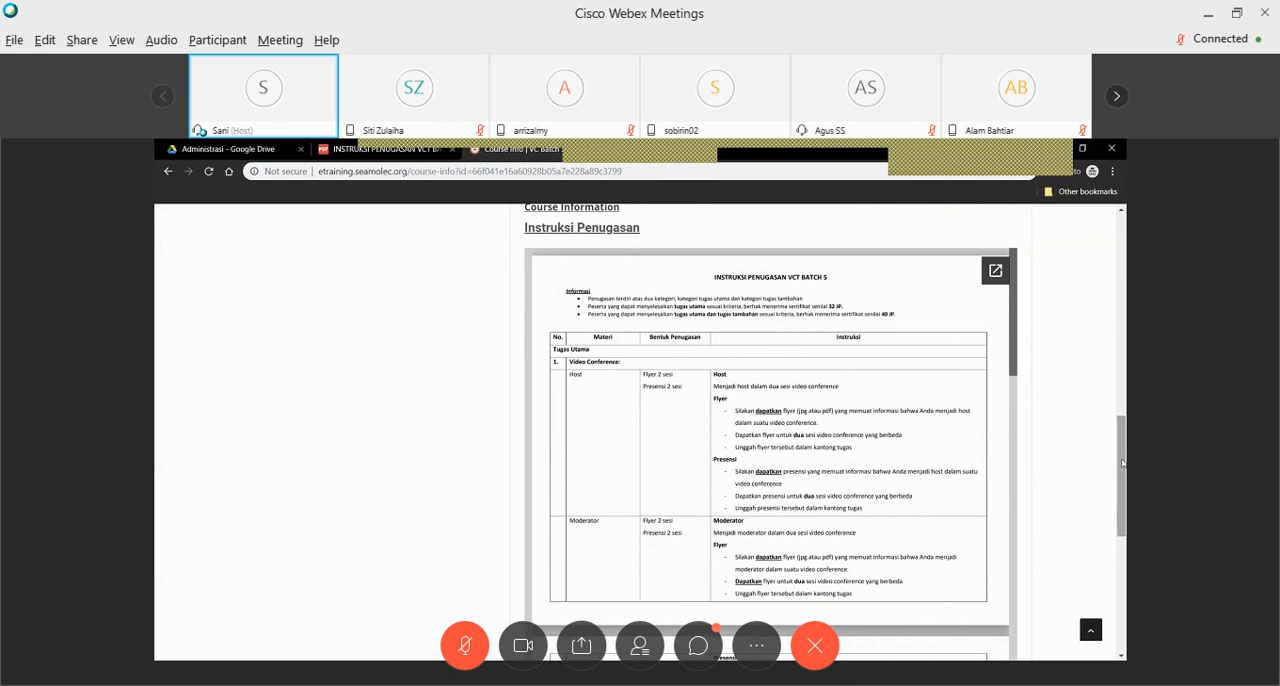 Cisco Webex Meetings
File Edit Share View Audio Participant Meeting Help
Connected
S
SZ
A
S
AS
AB
Sani (Host)
Siti Zulaiha
arrizalmy
sobirin02
Agus SS
Alam Bahtiar
Administrasi - Google Drive
INSTRUKSI PENUGASAN VCT BA
Course Info | VC Batch
Not secure | etraining.seamolec.org/course-info?id=66f041e16a60928b05a7e228a89c3799
to
Other bookmarks
Course Information
Instruksi Penugasan
INSTRUKSI PENUGASAN VCT BATCH 5
Informasi
• Penugasan terdiri atas dua kategori; kategori tugas utama dan kategori tugas tambahan
• Peserta yang dapat menyelesaikan tugas utama sesuai kriteria, berhak menerima sertifikat senilai 32 JP.
• Peserta yang dapat menyelesaikan tugas utama dan tugas tambahan sesuai kriteria, berhak menerima sertifikat senilai 40 JP.
No. Materi Bentuk Penugasan Instruksi
Tugas Utama
1. Video Conference:
Host Flyer 2 sesi Host
Presensi 2 sesi Menjadi host dalam dua sesi video conference
Flyer
- Silakan dapatkan flyer (jpg atau pdf) yang memuat informasi bahwa Anda menjadi host
dalam suatu video conference.
- Dapatkan flyer untuk dua sesi video conference yang berbeda
- Unggah flyer tersebut dalam kantong tugas
Presensi
- Silakan dapatkan presensi yang memuat informasi bahwa Anda menjadi host dalam suatu
video conference
- Dapatkan presensi untuk dua sesi video conference yang berbeda
- Unggah presensi tersebut dalam kantong tugas
Moderator Flyer 2 sesi Moderator
Presensi 2 sesi Menjadi moderator dalam dua sesi video conference
Flyer
- Silakan dapatkan flyer (jpg atau pdf) yang memuat informasi bahwa Anda menjadi
moderator dalam suatu video conference.
- Dapatkan flyer untuk dua sesi video conference yang berbeda
- Unggah flyer tersebut dalam kantong tugas
Presensi